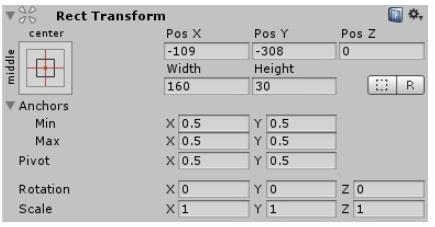 Rect Transform
center Pos X Pos Y Pos Z
middle -109 -308 0
Width Height
160 30 R
Anchors
Min X 0.5 Y 0.5
Max X 0.5 Y 0.5
Pivot X 0.5 Y 0.5
Rotation X 0 Y 0 Z 0
Scale X 1 Y 1 Z 1